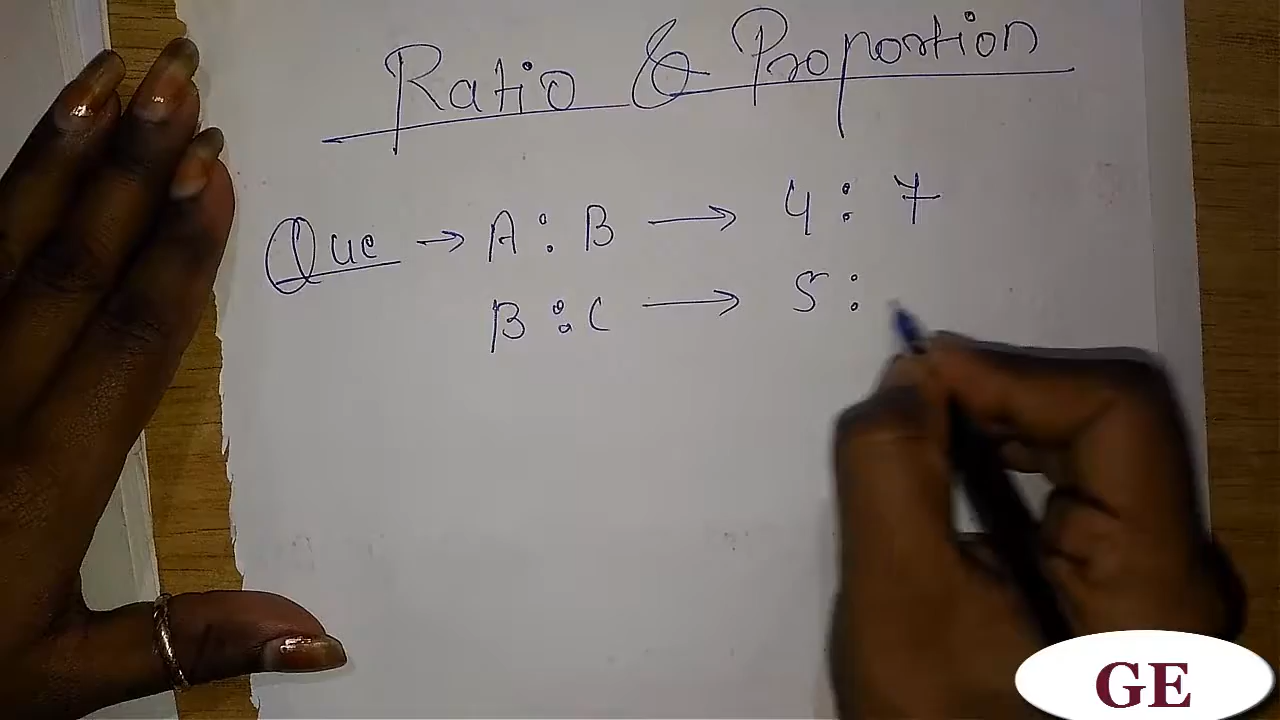 Ratio & Proportion
Que → A : B → 4 : 7
B : C → 5 :
GE